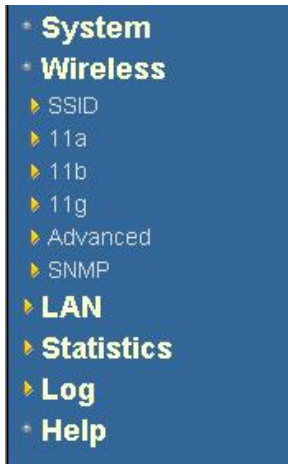 System
Wireless
SSID
11a
11b
11g
Advanced
SNMP
LAN
Statistics
Log
Help